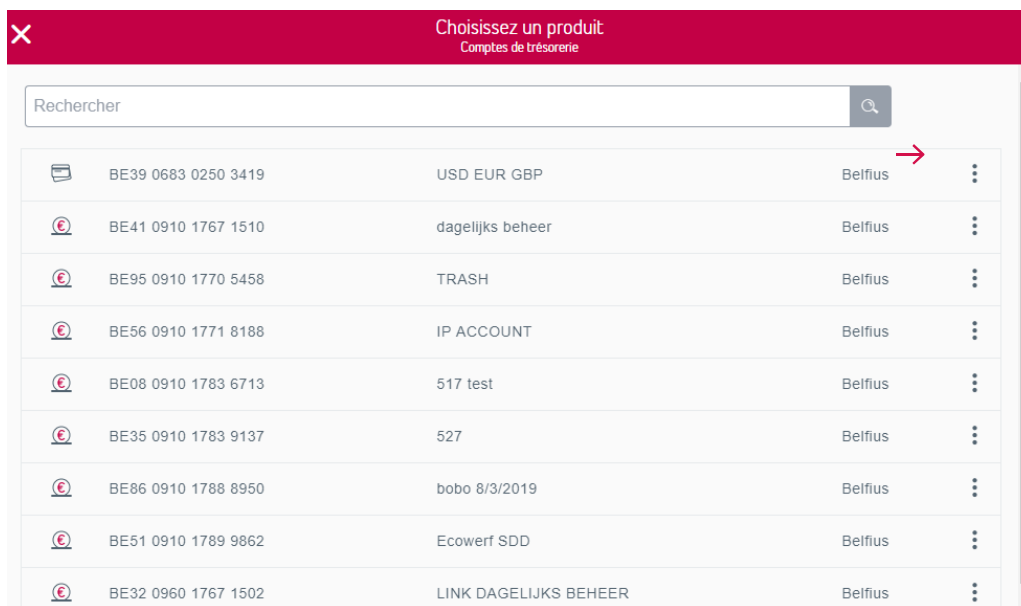 Choisissez un produit
Comptes de trésorerie
Rechercher
BE39 0683 0250 3419 USD EUR GBP Belfius
BE41 0910 1767 1510 dagelijks beheer Belfius
BE95 0910 1770 5458 TRASH Belfius
BE56 0910 1771 8188 IP ACCOUNT Belfius
BE08 0910 1783 6713 517 test Belfius
BE35 0910 1783 9137 527 Belfius
BE86 0910 1788 8950 bobo 8/3/2019 Belfius
BE51 0910 1789 9862 Ecowerf SDD Belfius
BE32 0960 1767 1502 LINK DAGELIJKS BEHEER Belfius